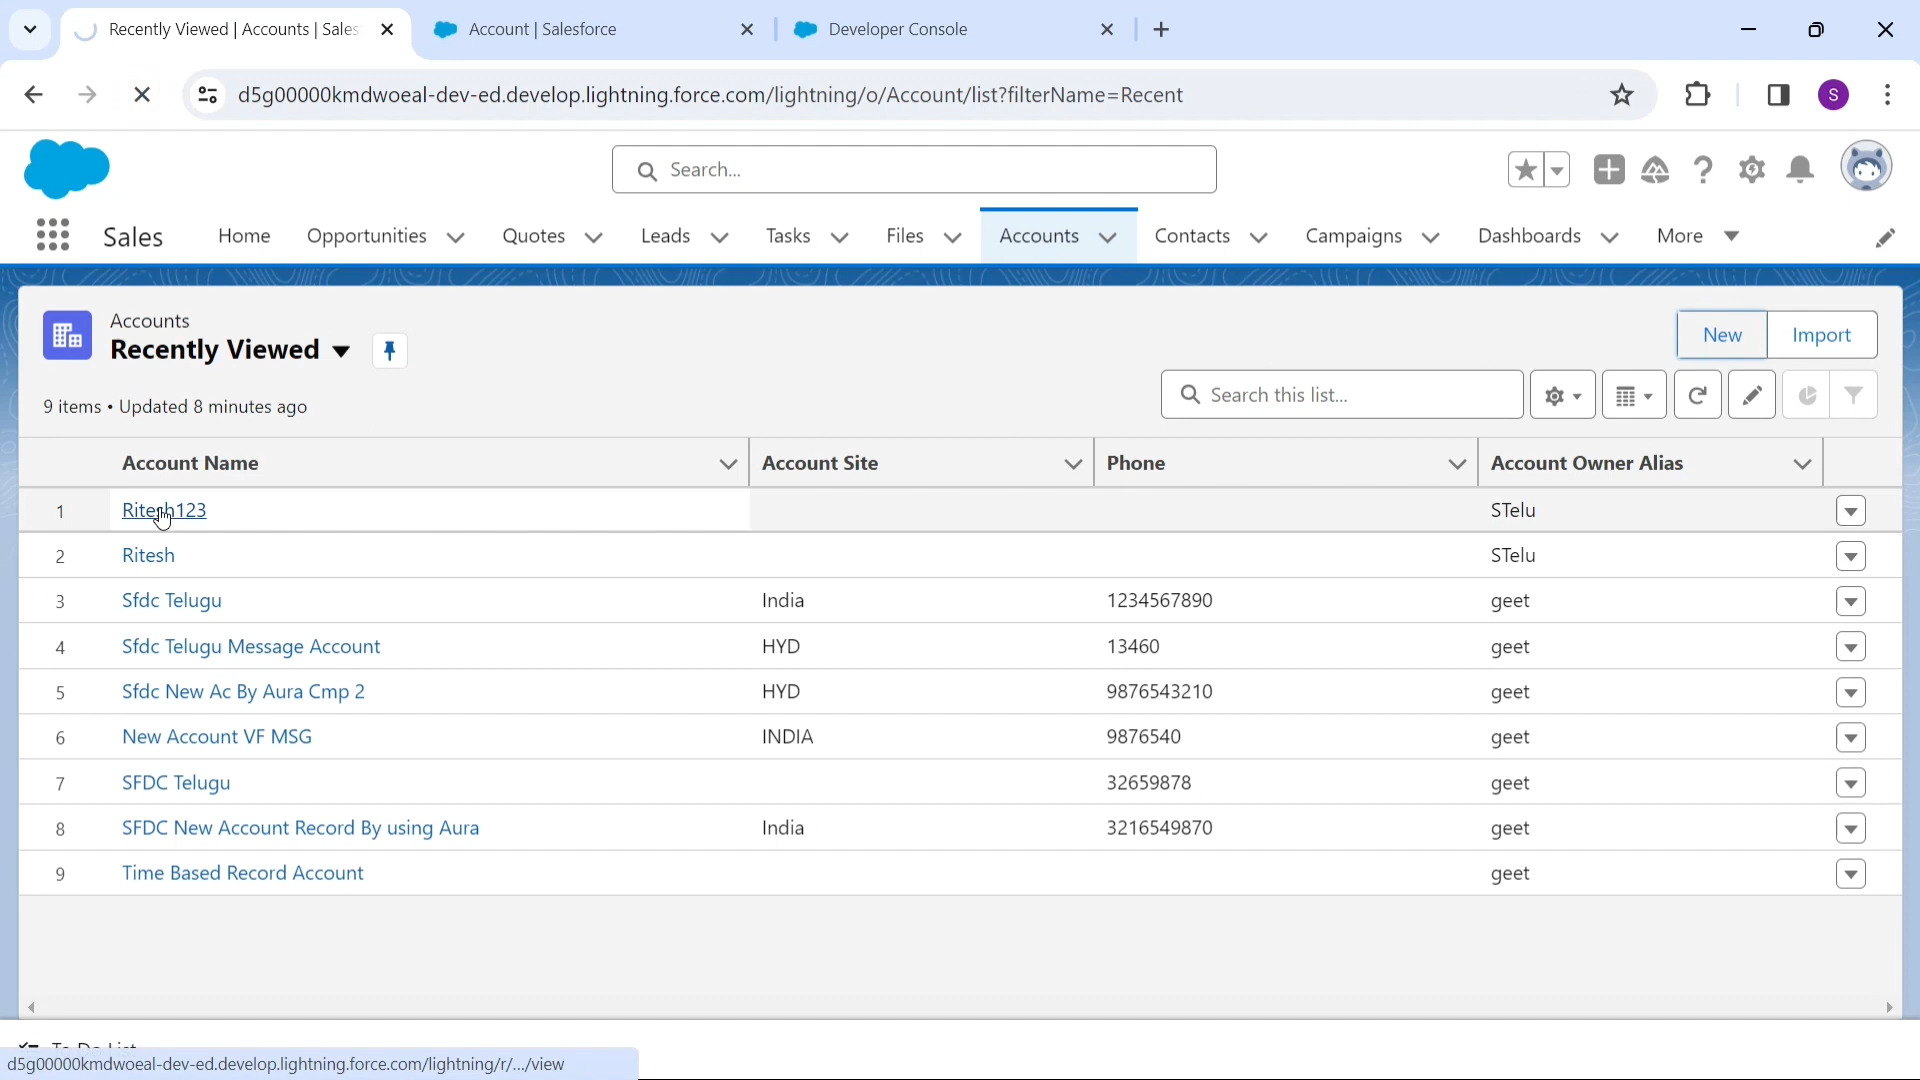 Recently Viewed | Accounts | Sales
Account | Salesforce
Developer Console
d5g00000kmdwoeal-dev-ed.develop.lightning.force.com/lightning/o/Account/list?filterName=Recent
S
Search...
Sales
Home
Opportunities
Quotes
Leads
Tasks
Files
Accounts
Contacts
Campaigns
Dashboards
More
Accounts
Recently Viewed
New
Import
9 items • Updated 8 minutes ago
Search this list...
Account Name
Account Site
Phone
Account Owner Alias
1 Ritesh123 STelu
2 Ritesh STelu
3 Sfdc Telugu India 1234567890 geet
4 Sfdc Telugu Message Account HYD 13460 geet
5 Sfdc New Ac By Aura Cmp 2 HYD 9876543210 geet
6 New Account VF MSG INDIA 9876540 geet
7 SFDC Telugu 32659878 geet
8 SFDC New Account Record By using Aura India 3216549870 geet
9 Time Based Record Account geet
To Do List
d5g00000kmdwoeal-dev-ed.develop.lightning.force.com/lightning/r/.../view